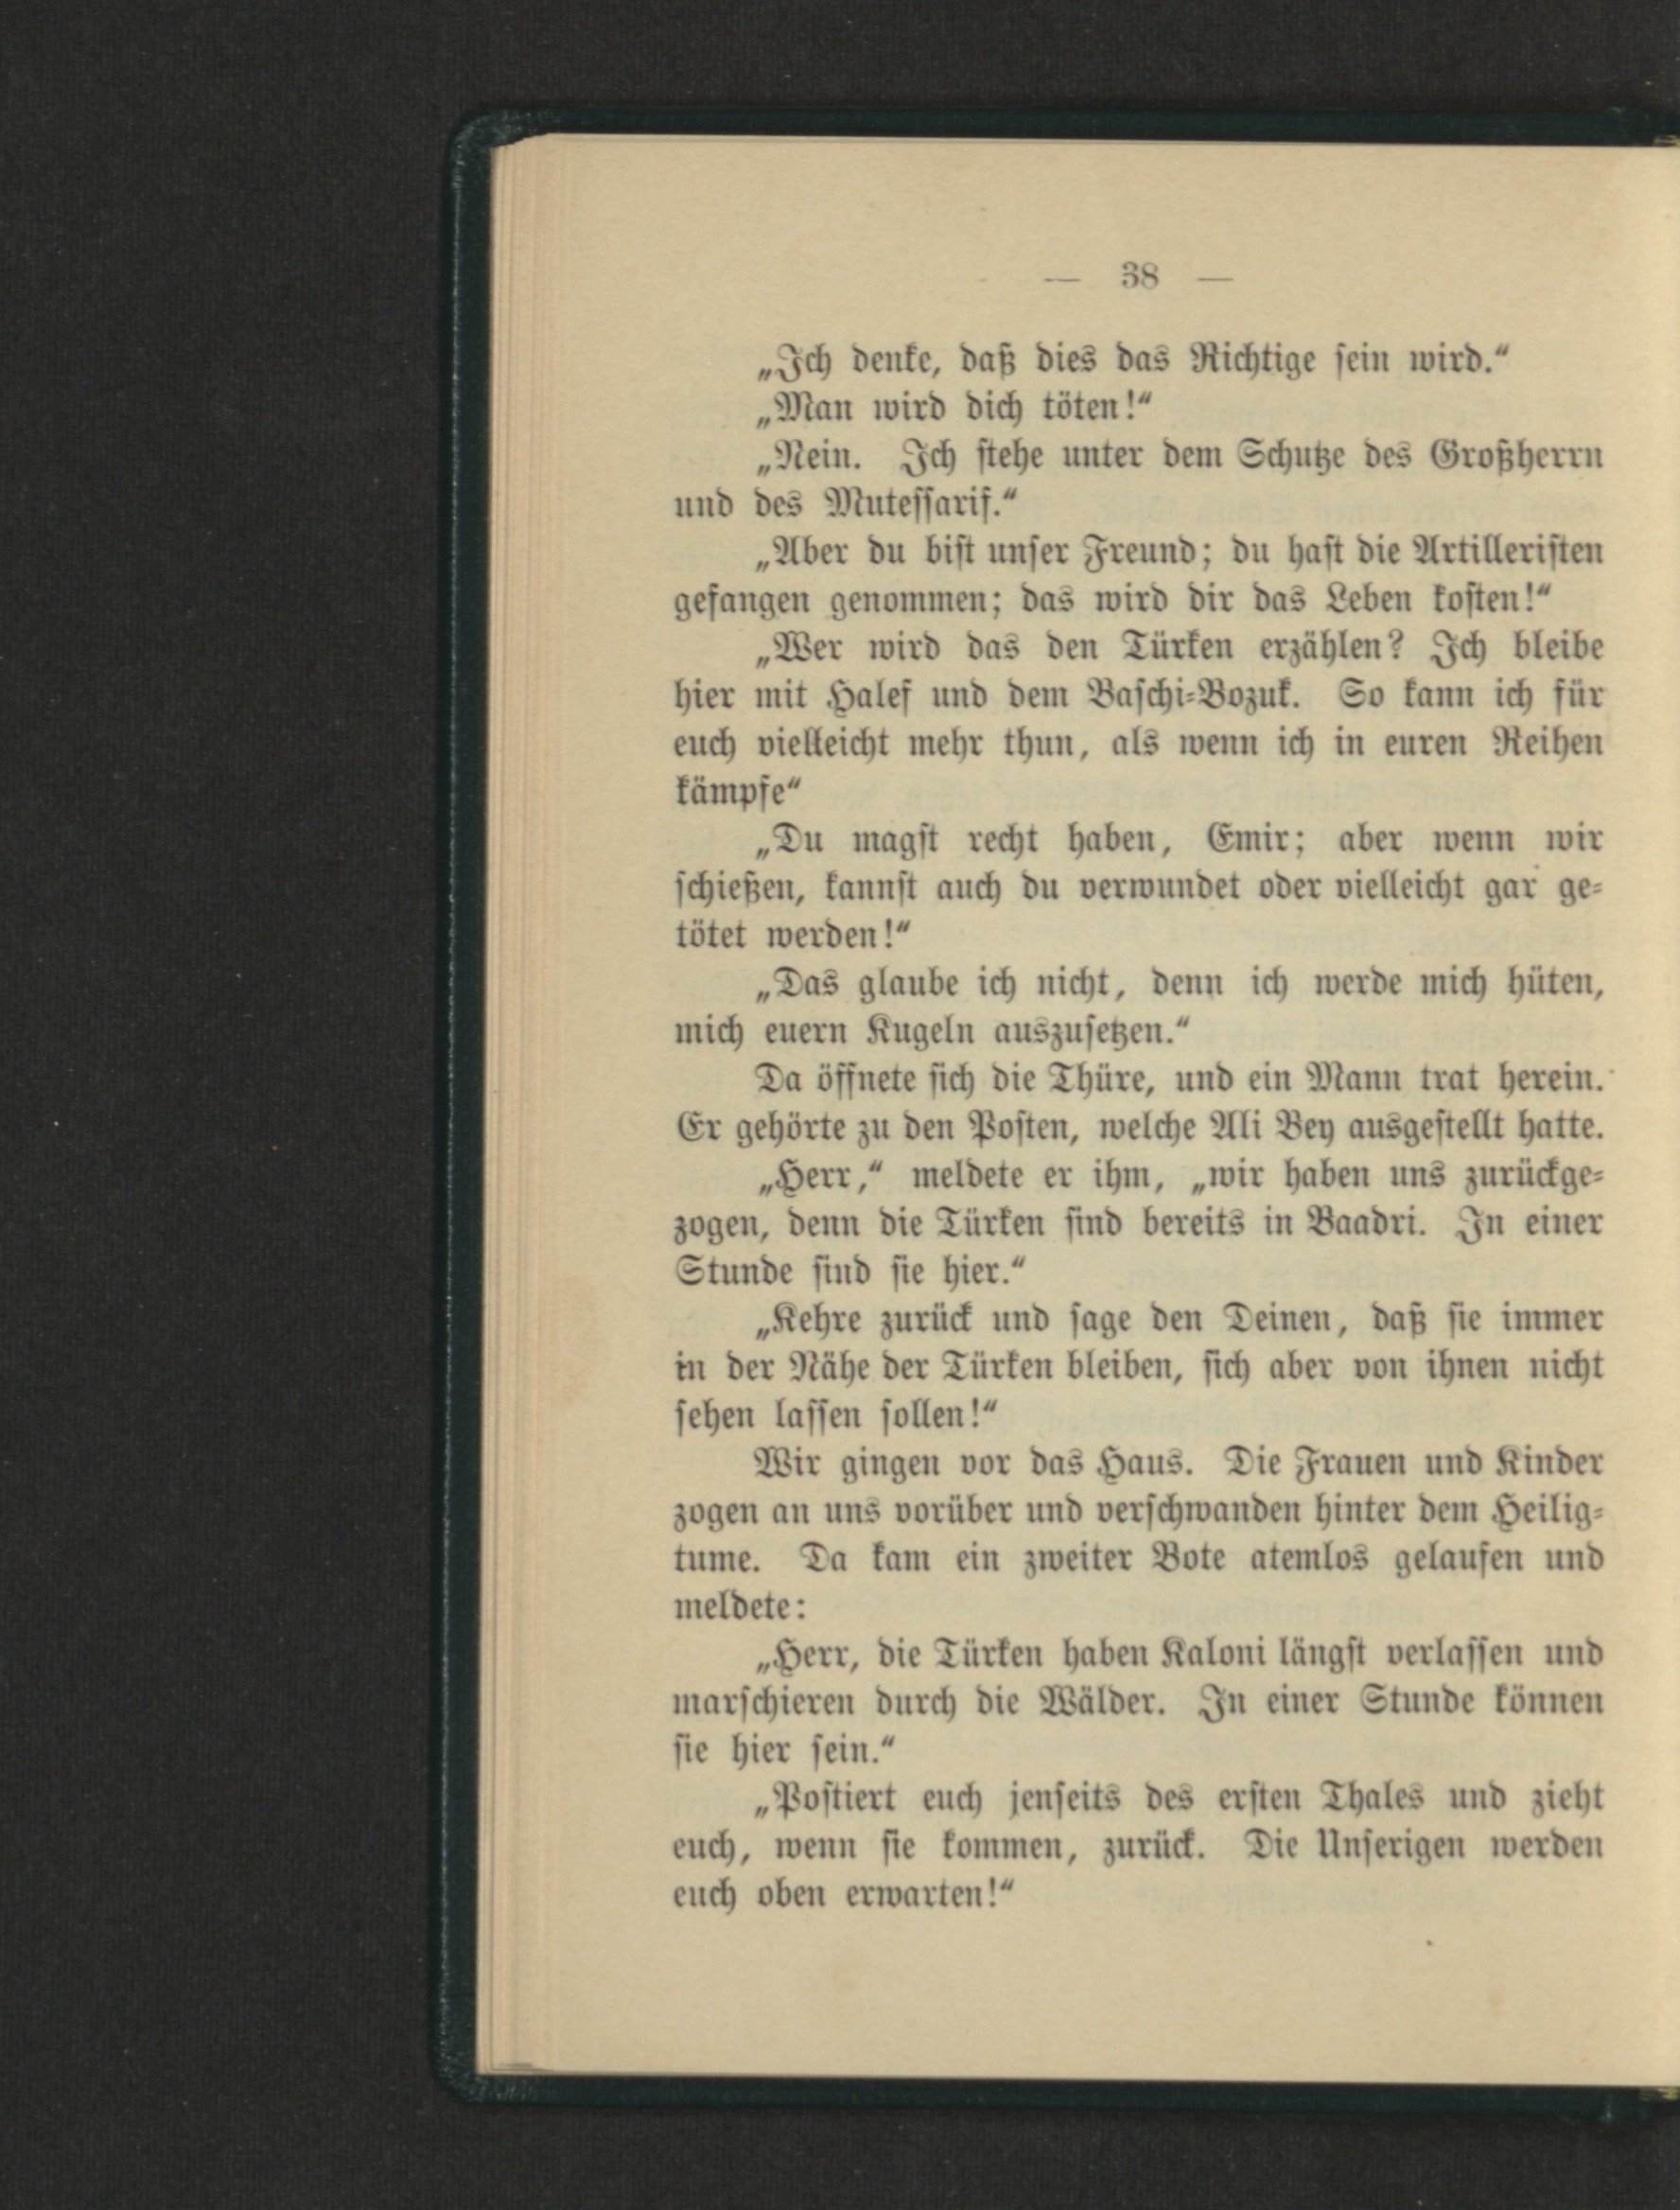 — 38 —
„Ich denke, daß dies das Richtige sein wird.“
„Man wird dich töten!“
„Nein. Ich stehe unter dem Schutze des Großherrn
und des Mutessarif.“
„Aber du bist unser Freund; du hast die Artilleristen
gefangen genommen; das wird dir das Leben kosten!“
„Wer wird das den Türken erzählen? Ich bleibe
hier mit Halef und dem Baschi-Bozuk. So kann ich für
euch vielleicht mehr thun, als wenn ich in euren Reihen
kämpfe“
„Du magst recht haben, Emir; aber wenn wir
schießen, kannst auch du verwundet oder vielleicht gar ge-
tötet werden!“
„Das glaube ich nicht, denn ich werde mich hüten,
mich euern Kugeln auszusetzen.“
Da öffnete sich die Thüre, und ein Mann trat herein.
Er gehörte zu den Posten, welche Ali Bey ausgestellt hatte.
„Herr,“ meldete er ihm, „wir haben uns zurückge-
zogen, denn die Türken sind bereits in Baadri. In einer
Stunde sind sie hier.“
„Kehre zurück und sage den Deinen, daß sie immer
in der Nähe der Türken bleiben, sich aber von ihnen nicht
sehen lassen sollen!“
Wir gingen vor das Haus. Die Frauen und Kinder
zogen an uns vorüber und verschwanden hinter dem Heilig-
tume. Da kam ein zweiter Bote atemlos gelaufen und
meldete:
„Herr, die Türken haben Kaloni längst verlassen und
marschieren durch die Wälder. In einer Stunde können
sie hier sein.“
„Postiert euch jenseits des ersten Thales und zieht
euch, wenn sie kommen, zurück. Die Unserigen werden
euch oben erwarten!“